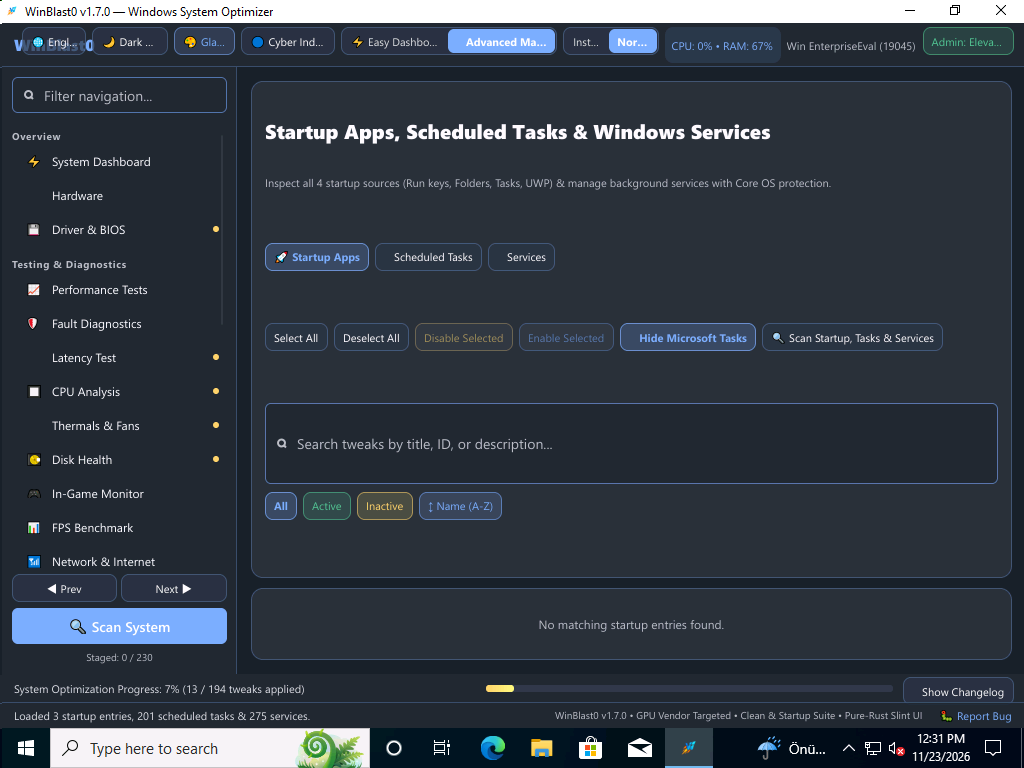 WinBlast0 v1.7.0 — Windows System Optimizer
WinBlast0
Engl...
Dark ...
Gla...
Cyber Ind...
Easy Dashbo...
Advanced Ma...
Inst...
Nor...
CPU: 0% • RAM: 67%
Win EnterpriseEval (19045)
Admin: Eleva...
Filter navigation...
Overview
System Dashboard
Hardware
Driver & BIOS
Testing & Diagnostics
Performance Tests
Fault Diagnostics
Latency Test
CPU Analysis
Thermals & Fans
Disk Health
In-Game Monitor
FPS Benchmark
Network & Internet
◀ Prev
Next ▶
Scan System
Staged: 0 / 230
Startup Apps, Scheduled Tasks & Windows Services
Inspect all 4 startup sources (Run keys, Folders, Tasks, UWP) & manage background services with Core OS protection.
Startup Apps
Scheduled Tasks
Services
Select All
Deselect All
Disable Selected
Enable Selected
Hide Microsoft Tasks
Scan Startup, Tasks & Services
Search tweaks by title, ID, or description...
All
Active
Inactive
↕ Name (A-Z)
No matching startup entries found.
System Optimization Progress: 7% (13 / 194 tweaks applied)
Show Changelog
Loaded 3 startup entries, 201 scheduled tasks & 275 services.
WinBlast0 v1.7.0 • GPU Vendor Targeted • Clean & Startup Suite • Pure-Rust Slint UI
Report Bug
Type here to search
Önü...
12:31 PM
11/23/2026